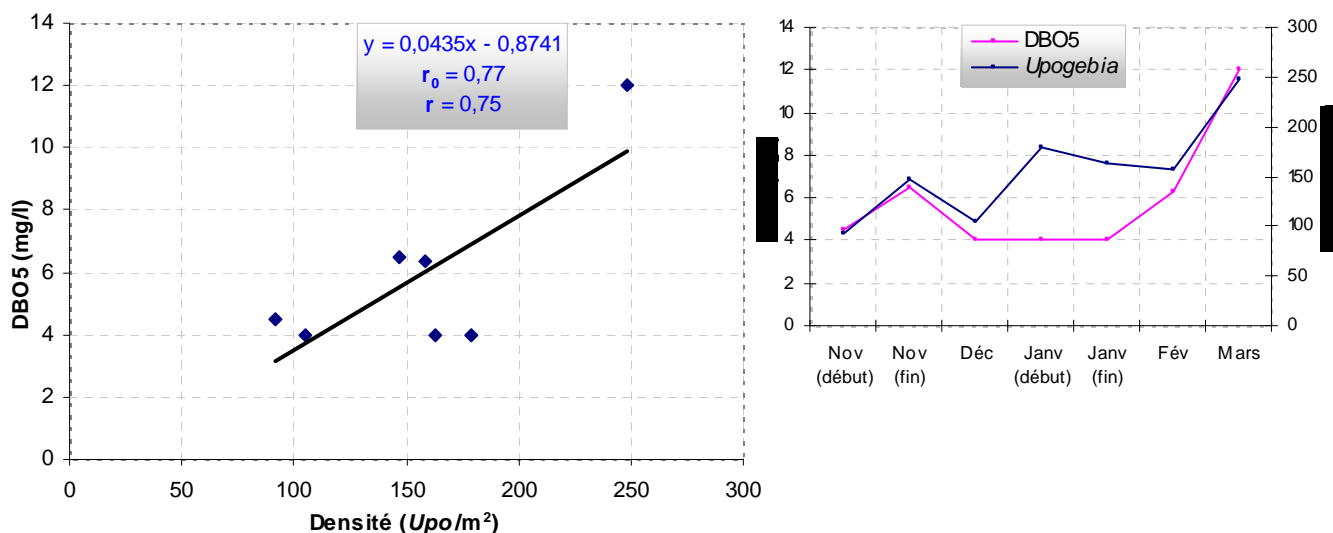 14
12
10
8
6
4
2
0
DBO5 (mg/l)
y = 0,0435x - 0,8741
r₀ = 0,77
r = 0,75
0 50 100 150 200 250 300
Densité (Upo/m²)
14
12
10
8
6
4
2
0
DBO5
Upogebia
300
250
200
150
100
50
0
Nov (début)
Nov (fin)
Déc
Janv (début)
Janv (fin)
Fév
Mars